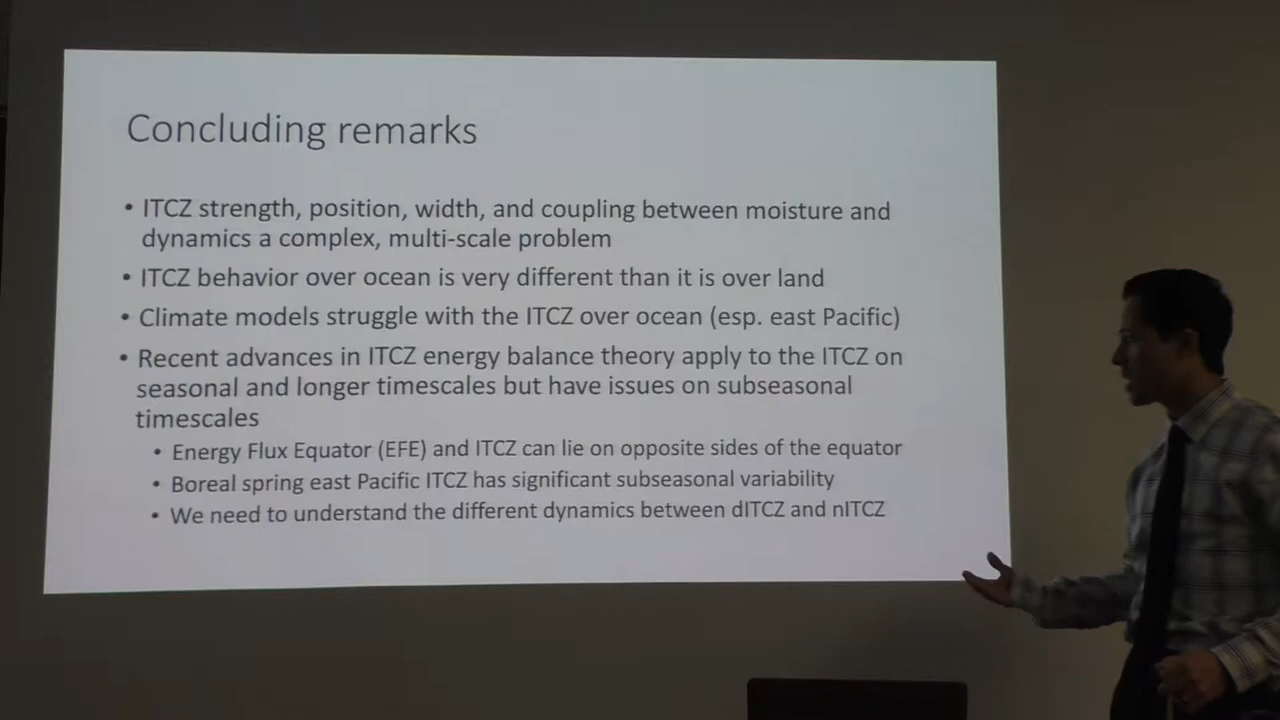 Concluding remarks
• ITCZ strength, position, width, and coupling between moisture and
dynamics a complex, multi-scale problem
• ITCZ behavior over ocean is very different than it is over land
• Climate models struggle with the ITCZ over ocean (esp. east Pacific)
• Recent advances in ITCZ energy balance theory apply to the ITCZ on
seasonal and longer timescales but have issues on subseasonal
timescales
• Energy Flux Equator (EFE) and ITCZ can lie on opposite sides of the equator
• Boreal spring east Pacific ITCZ has significant subseasonal variability
• We need to understand the different dynamics between dITCZ and nITCZ